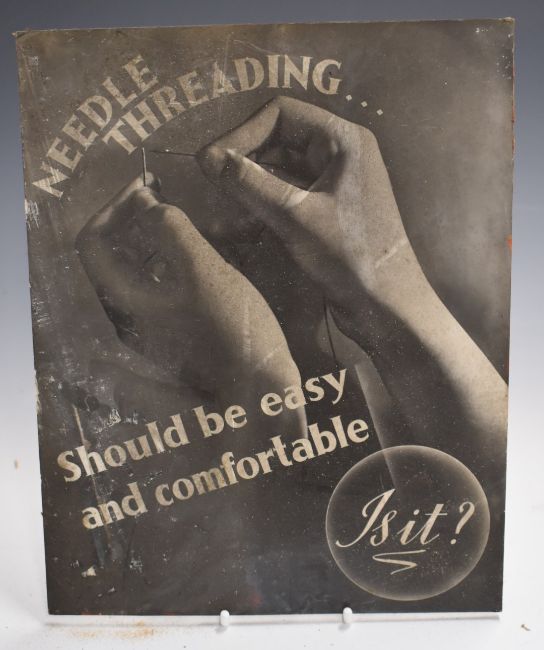 NEEDLE
THREADING...
Should be easy
and comfortable
Is it?